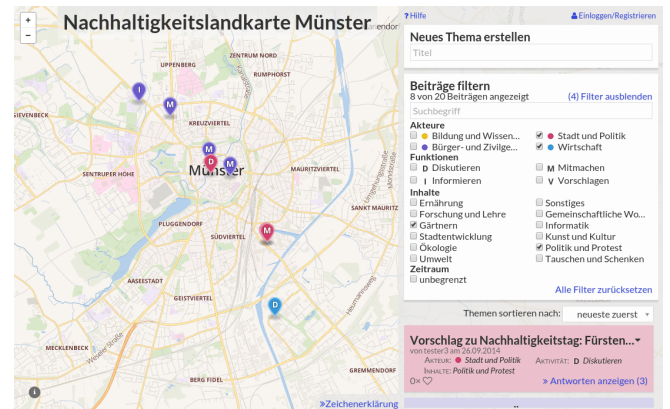 Nachhaltigkeitslandkarte Münster
+
−
ZENTRUM NORD
UPPENBERG
RUMPHORST
I
M
GIEVENBECK
KREUZVIERTEL
M
D
M
Münster
SENTRUPER HÖHE
MAURITZVIERTEL
SANKT MAURITZ
PLUGGENDORF
SÜDVIERTEL
M
AASEESTADT
GEISTVIERTEL
D
MECKLENBECK
Weseler Straße
BERG FIDEL
GREMMENDORF
»Zeichenerklärung
? Hilfe
Einloggen/Registrieren
Neues Thema erstellen
Titel
Beiträge filtern
8 von 20 Beiträgen angezeigt (4) Filter ausblenden
Suchbegriff
Akteure
Bildung und Wissen... Stadt und Politik
Bürger- und Zivilge... Wirtschaft
Funktionen
D Diskutieren M Mitmachen
I Informieren V Vorschlagen
Inhalte
Ernährung Sonstiges
Forschung und Lehre Gemeinschaftliche Wo...
Gärtnern Informatik
Stadtentwicklung Kunst und Kultur
Ökologie Politik und Protest
Umwelt Tauschen und Schenken
Zeitraum
unbegrenzt
Alle Filter zurücksetzen
Themen sortieren nach: neueste zuerst
Vorschlag zu Nachhaltigkeitstag: Fürsten...
von tester3 am 26.09.2014
Akteur: Stadt und Politik Aktivität: D Diskutieren
Inhalte: Politik und Protest
0× » Antworten anzeigen (3)